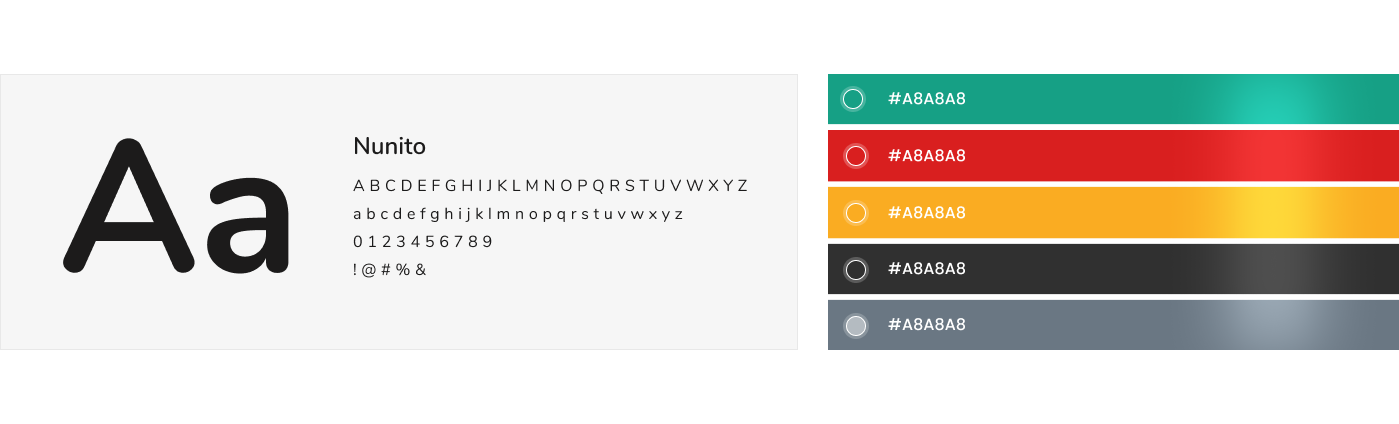 Aa
Nunito
A B C D E F G H I J K L M N O P Q R S T U V W X Y Z
a b c d e f g h i j k l m n o p q r s t u v w x y z
0 1 2 3 4 5 6 7 8 9
! @ # % &
#A8A8A8
#A8A8A8
#A8A8A8
#A8A8A8
#A8A8A8